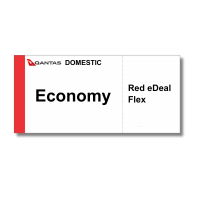 QANTAS DOMESTIC
Economy
Red eDeal
Flex